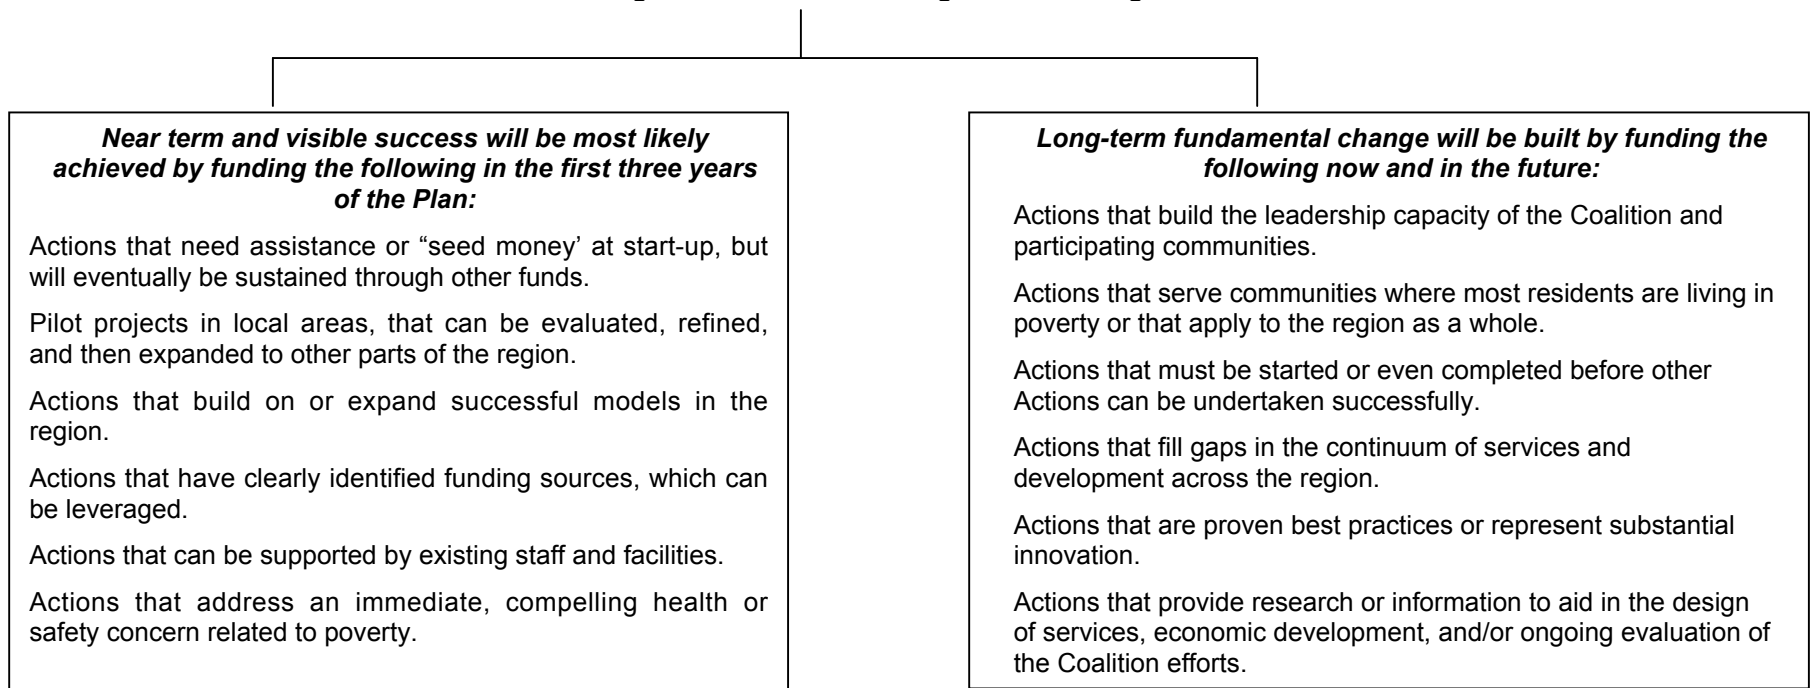 Near term and visible success will be most likely
achieved by funding the following in the first three years
of the Plan:
Actions that need assistance or “seed money’ at start-up, but
will eventually be sustained through other funds.
Pilot projects in local areas, that can be evaluated, refined,
and then expanded to other parts of the region.
Actions that build on or expand successful models in the
region.
Actions that have clearly identified funding sources, which can
be leveraged.
Actions that can be supported by existing staff and facilities.
Actions that address an immediate, compelling health or
safety concern related to poverty.
Long-term fundamental change will be built by funding the
following now and in the future:
Actions that build the leadership capacity of the Coalition and
participating communities.
Actions that serve communities where most residents are living in
poverty or that apply to the region as a whole.
Actions that must be started or even completed before other
Actions can be undertaken successfully.
Actions that fill gaps in the continuum of services and
development across the region.
Actions that are proven best practices or represent substantial
innovation.
Actions that provide research or information to aid in the design
of services, economic development, and/or ongoing evaluation of
the Coalition efforts.